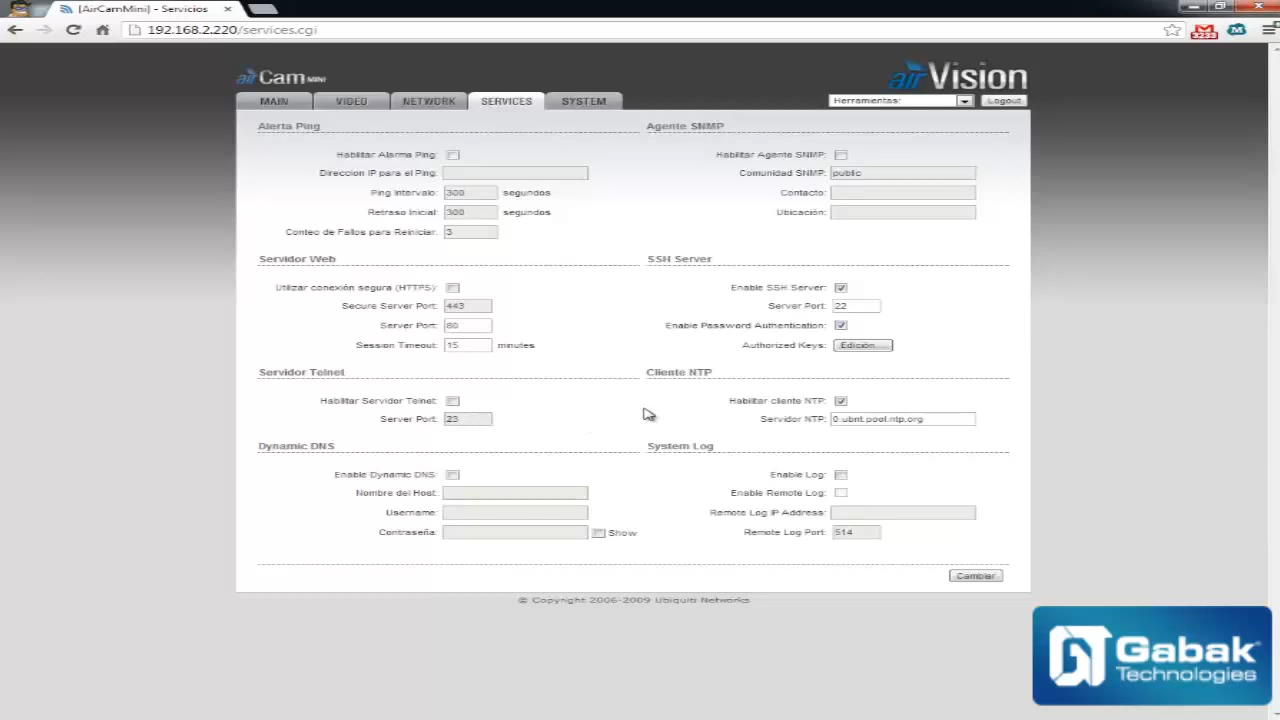 [AirCamMini] - Servicios
192.168.2.220/services.cgi
airCam MINI
airVision
MAIN
VIDEO
NETWORK
SERVICES
SYSTEM
Herramientas:
Logout
Alerta Ping
Habilitar Alarma Ping:
Direccion IP para el Ping:
Ping Intervalo: 300 segundos
Retraso Inicial: 300 segundos
Conteo de Fallos para Reiniciar: 3
Agente SNMP
Habilitar Agente SNMP:
Comunidad SNMP: public
Contacto:
Ubicación:
Servidor Web
Utilizar conexión segura (HTTPS):
Secure Server Port: 443
Server Port: 80
Session Timeout: 15 minutes
SSH Server
Enable SSH Server:
Server Port: 22
Enable Password Authentication:
Authorized Keys: Edición...
Servidor Telnet
Habilitar Servidor Telnet:
Server Port: 23
Cliente NTP
Habilitar cliente NTP:
Servidor NTP: 0.ubnt.pool.ntp.org
Dynamic DNS
Enable Dynamic DNS:
Nombre del Host:
Username:
Contraseña: Show
System Log
Enable Log:
Enable Remote Log:
Remote Log IP Address:
Remote Log Port: 514
Cambiar
© Copyright 2006-2009 Ubiquiti Networks
Gabak
Technologies